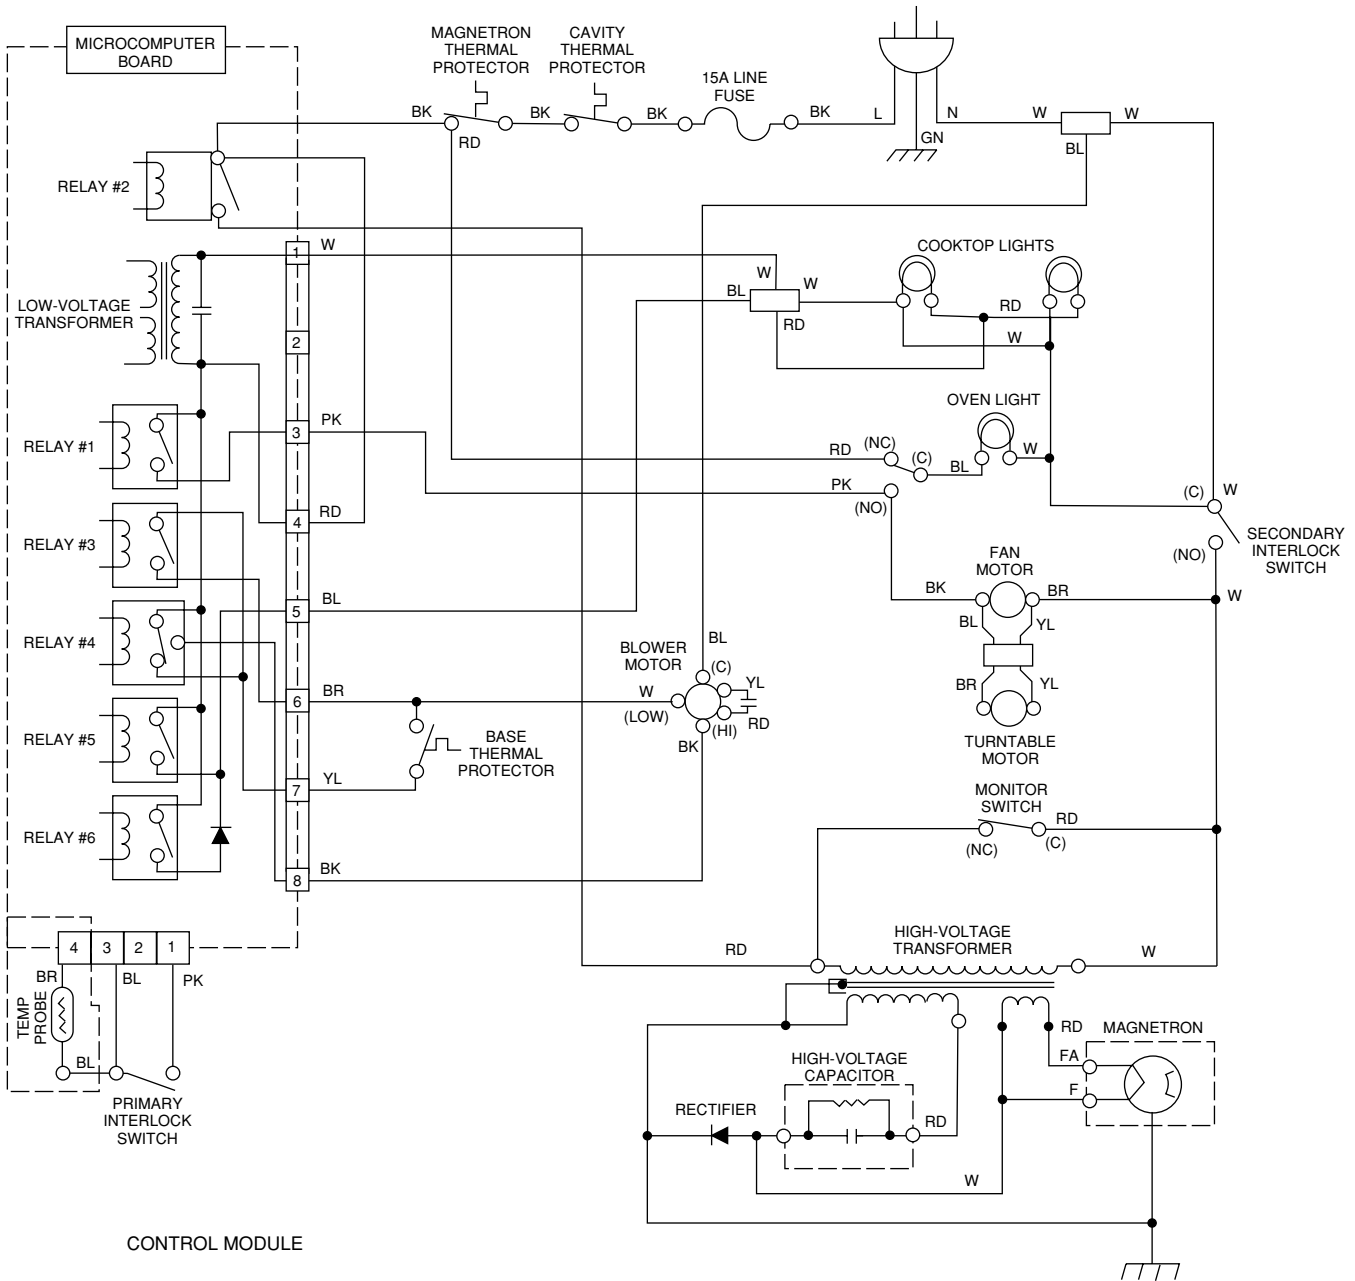 MICROCOMPUTER
BOARD
MAGNETRON
THERMAL
PROTECTOR
CAVITY
THERMAL
PROTECTOR
15A LINE
FUSE
BK
RD
BK
BK
BK
L
N
GN
W
W
BL
RELAY #2
1
W
LOW-VOLTAGE
TRANSFORMER
2
COOKTOP LIGHTS
W
BL
W
RD
RD
W
OVEN LIGHT
RELAY #1
3
PK
RD
(NC)
(C)
BL
W
PK
(NO)
(C)
W
SECONDARY
INTERLOCK
SWITCH
(NO)
W
RELAY #3
4
RD
FAN
MOTOR
BK
BR
BL
YL
BR
YL
TURNTABLE
MOTOR
RELAY #4
5
BL
BLOWER
MOTOR
BL
(C)
W
(LOW)
YL
RD
(HI)
BK
6
BR
RELAY #5
BASE
THERMAL
PROTECTOR
7
YL
MONITOR
SWITCH
RD
(NC)
(C)
RELAY #6
8
BK
4
3
2
1
BR
BL
PK
TEMP
PROBE
BL
PRIMARY
INTERLOCK
SWITCH
RD
HIGH-VOLTAGE
TRANSFORMER
W
RD
MAGNETRON
FA
F
HIGH-VOLTAGE
CAPACITOR
RECTIFIER
RD
W
CONTROL MODULE